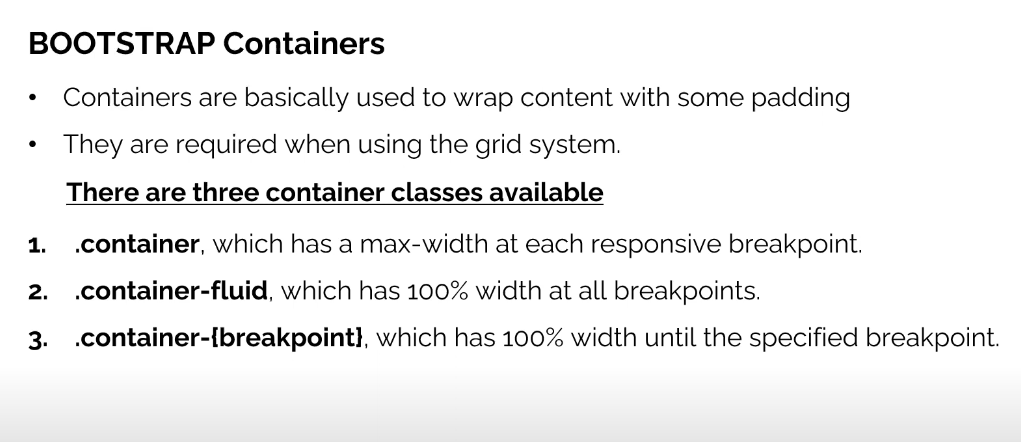 BOOTSTRAP Containers
• Containers are basically used to wrap content with some padding
• They are required when using the grid system.
There are three container classes available
1. .container, which has a max-width at each responsive breakpoint.
2. .container-fluid, which has 100% width at all breakpoints.
3. .container-{breakpoint}, which has 100% width until the specified breakpoint.